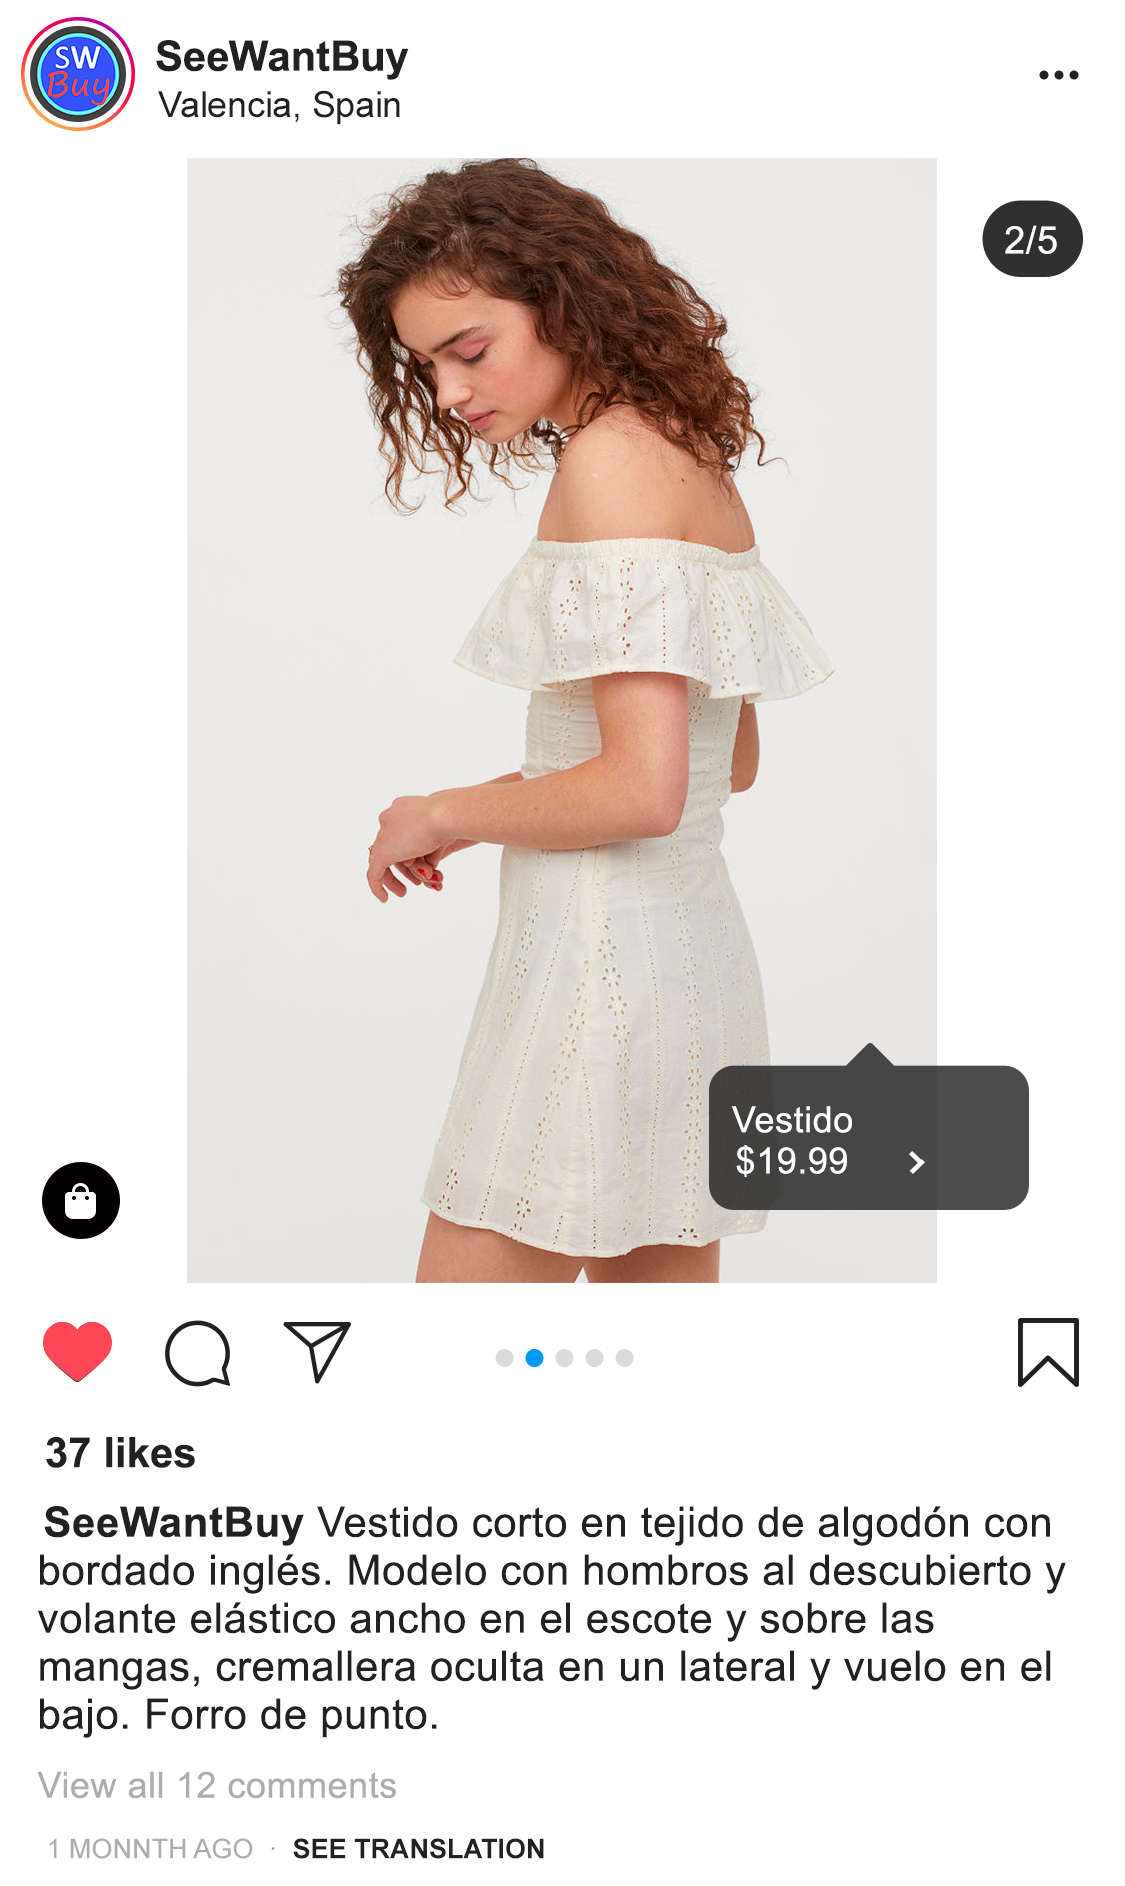 SW
Buy
SeeWantBuy
Valencia, Spain
2/5
Vestido
$19.99
37 likes
SeeWantBuy Vestido corto en tejido de algodón con
bordado inglés. Modelo con hombros al descubierto y
volante elástico ancho en el escote y sobre las
mangas, cremallera oculta en un lateral y vuelo en el
bajo. Forro de punto.
View all 12 comments
1 MONNTH AGO · SEE TRANSLATION